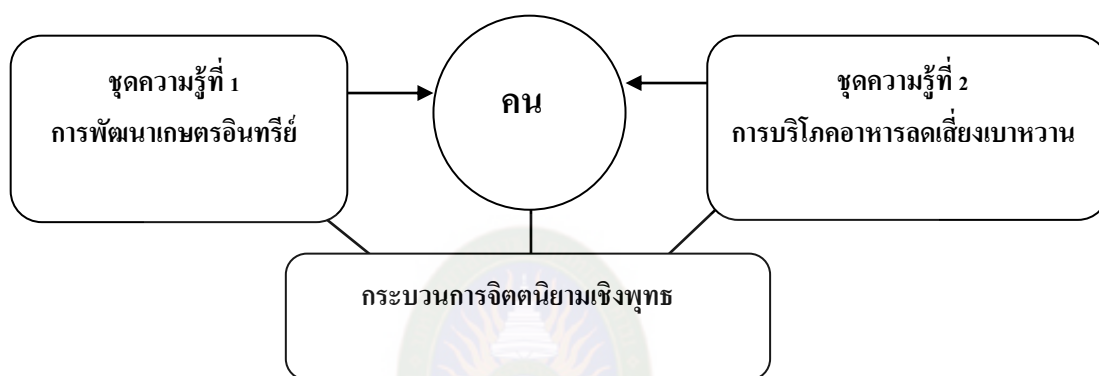 ชุดความรู้ที่ 1
การพัฒนาเกษตรอินทรีย์
คน
ชุดความรู้ที่ 2
การบริโภคอาหารลดเสี่ยงเบาหวาน
กระบวนการจิตตนิยามเชิงพุทธ